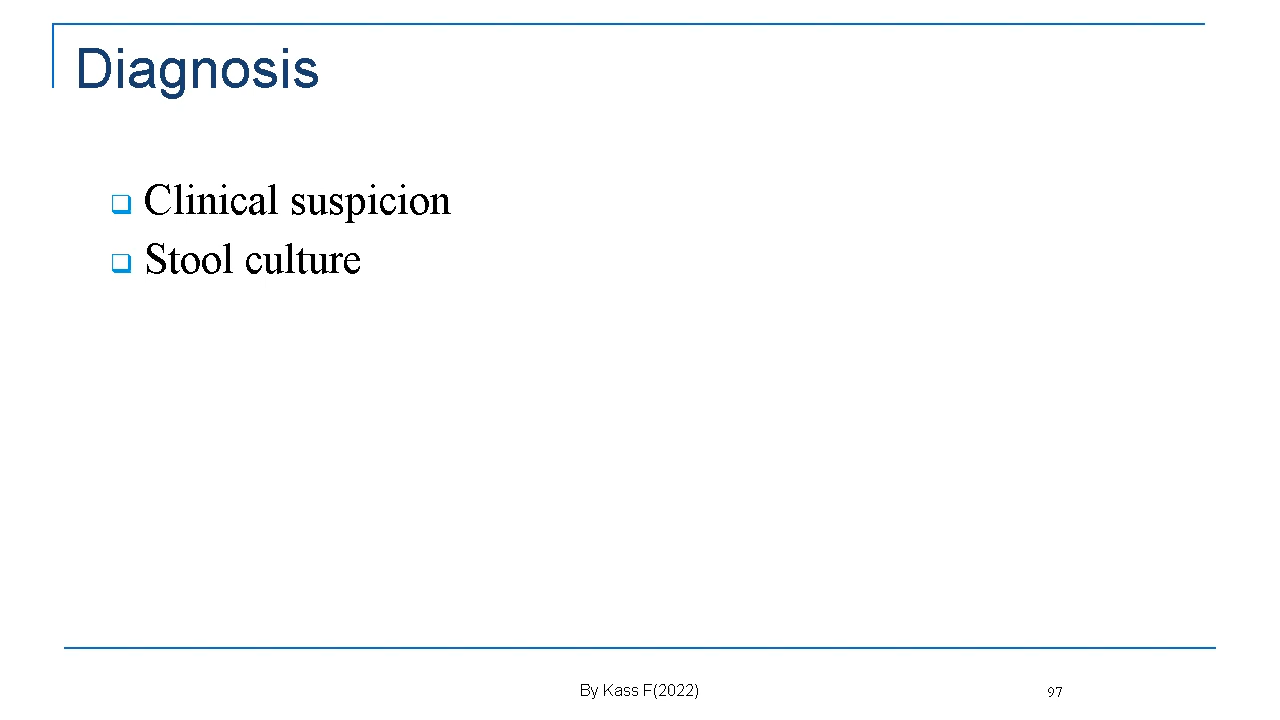 Diagnosis
❑ Clinical suspicion
❑ Stool culture
By Kass F(2022)
97